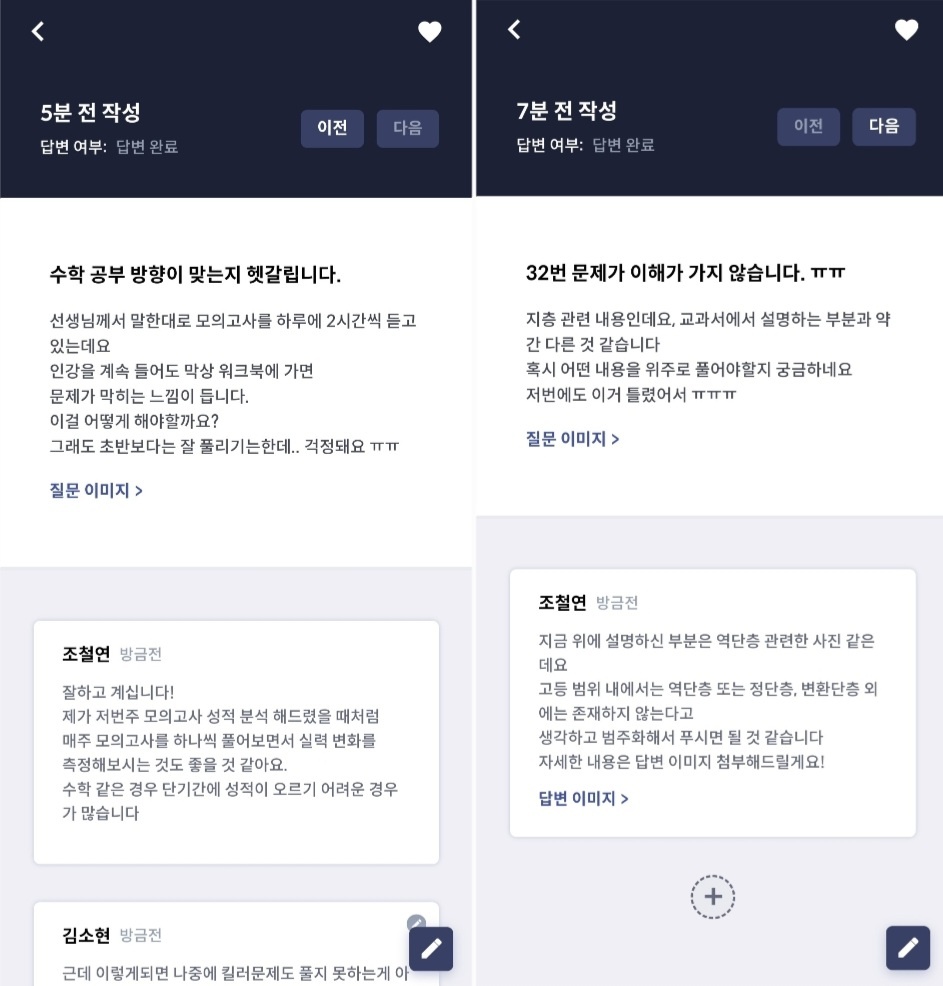 5분 전 작성
답변 여부: 답변 완료
이전
다음
수학 공부 방향이 맞는지 헷갈립니다.
선생님께서 말한대로 모의고사를 하루에 2시간씩 듣고
있는데요
인강을 계속 들어도 막상 워크북에 가면
문제가 막히는 느낌이 듭니다.
이걸 어떻게 해야할까요?
그래도 초반보다는 잘 풀리기는한데.. 걱정돼요 ㅠㅠ
질문 이미지 >
조철연 방금전
잘하고 계십니다!
제가 저번주 모의고사 성적 분석 해드렸을 때처럼
매주 모의고사를 하나씩 풀어보면서 실력 변화를
측정해보시는 것도 좋을 것 같아요.
수학 같은 경우 단기간에 성적이 오르기 어려운 경우
가 많습니다
김소현 방금전
근데 이렇게되면 나중에 킬러문제도 풀지 못하는게 아
7분 전 작성
답변 여부: 답변 완료
이전
다음
32번 문제가 이해가 가지 않습니다. ㅠㅠ
지층 관련 내용인데요, 교과서에서 설명하는 부분과 약
간 다른 것 같습니다
혹시 어떤 내용을 위주로 풀어야할지 궁금하네요
저번에도 이거 틀렸어서 ㅠㅠㅠ
질문 이미지 >
조철연 방금전
지금 위에 설명하신 부분은 역단층 관련한 사진 같은
데요
고등 범위 내에서는 역단층 또는 정단층, 변환단층 외
에는 존재하지 않는다고
생각하고 범주화해서 푸시면 될 것 같습니다
자세한 내용은 답변 이미지 첨부해드릴게요!
답변 이미지 >